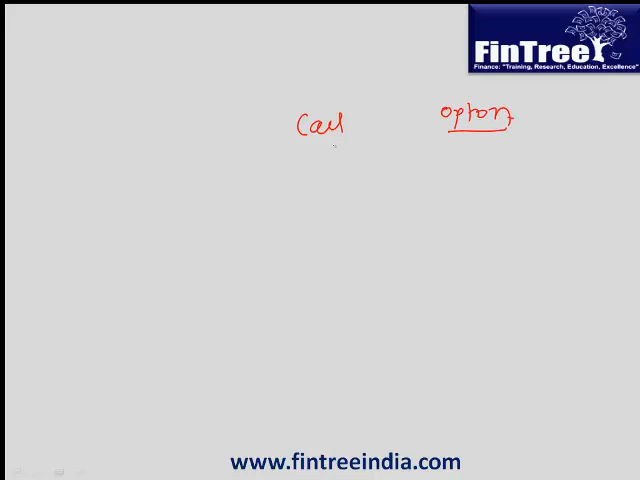 FinTree
Finance: "Training, Research, Education, Excellence"
Call option
www.fintreeindia.com